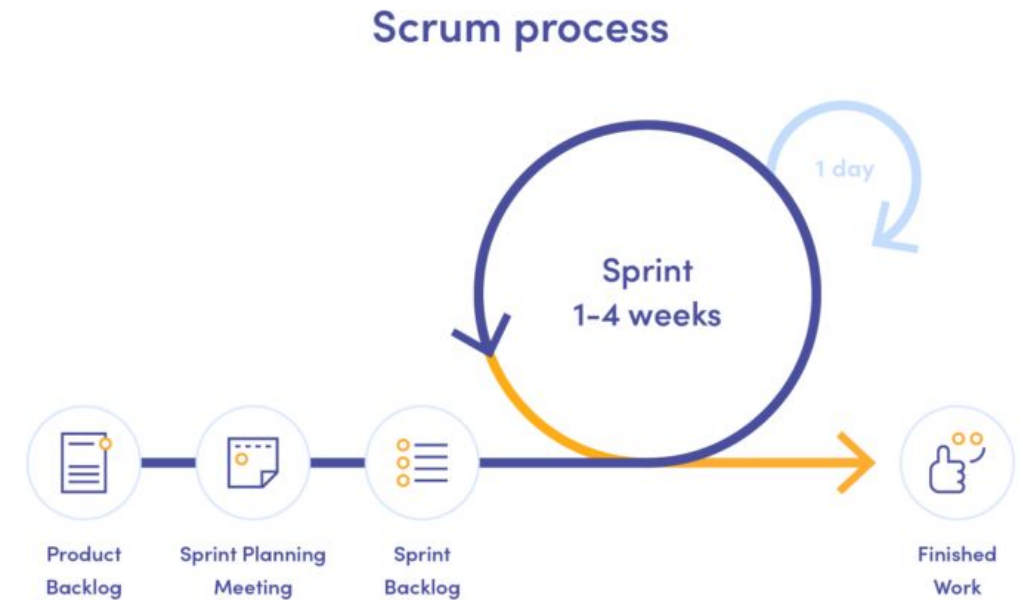 Scrum process
1 day
Sprint
1-4 weeks
Product
Backlog
Sprint Planning
Meeting
Sprint
Backlog
Finished
Work